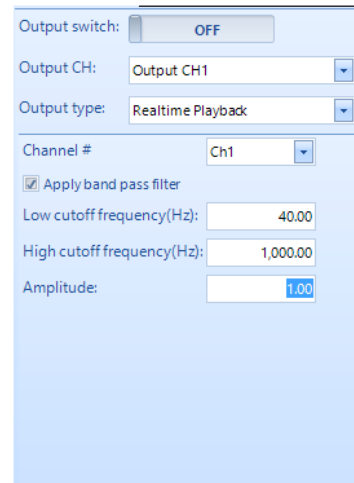 Output switch: OFF
Output CH: Output CH1
Output type: Realtime Playback
Channel # Ch1
Apply band pass filter
Low cutoff frequency(Hz): 40.00
High cutoff frequency(Hz): 1,000.00
Amplitude: 1.00